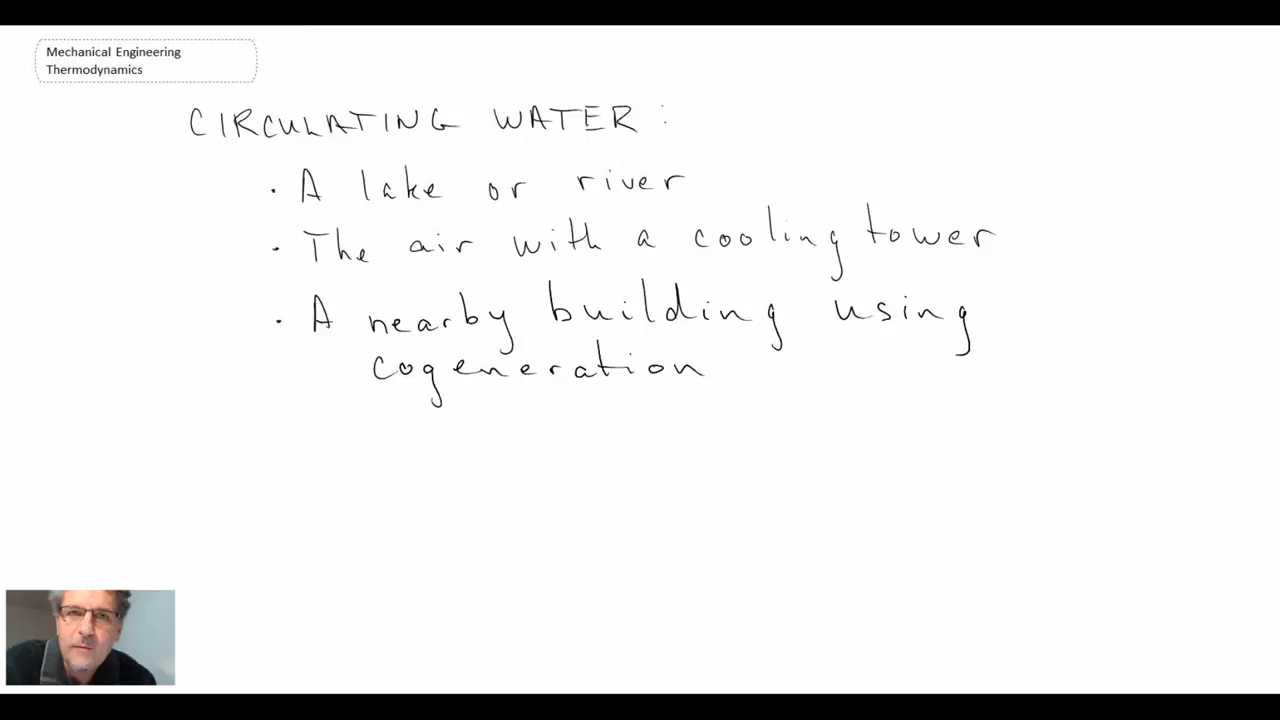 Mechanical Engineering
Thermodynamics
CIRCULATING WATER :
· A lake or river
· The air with a cooling tower
· A nearby building using
cogeneration